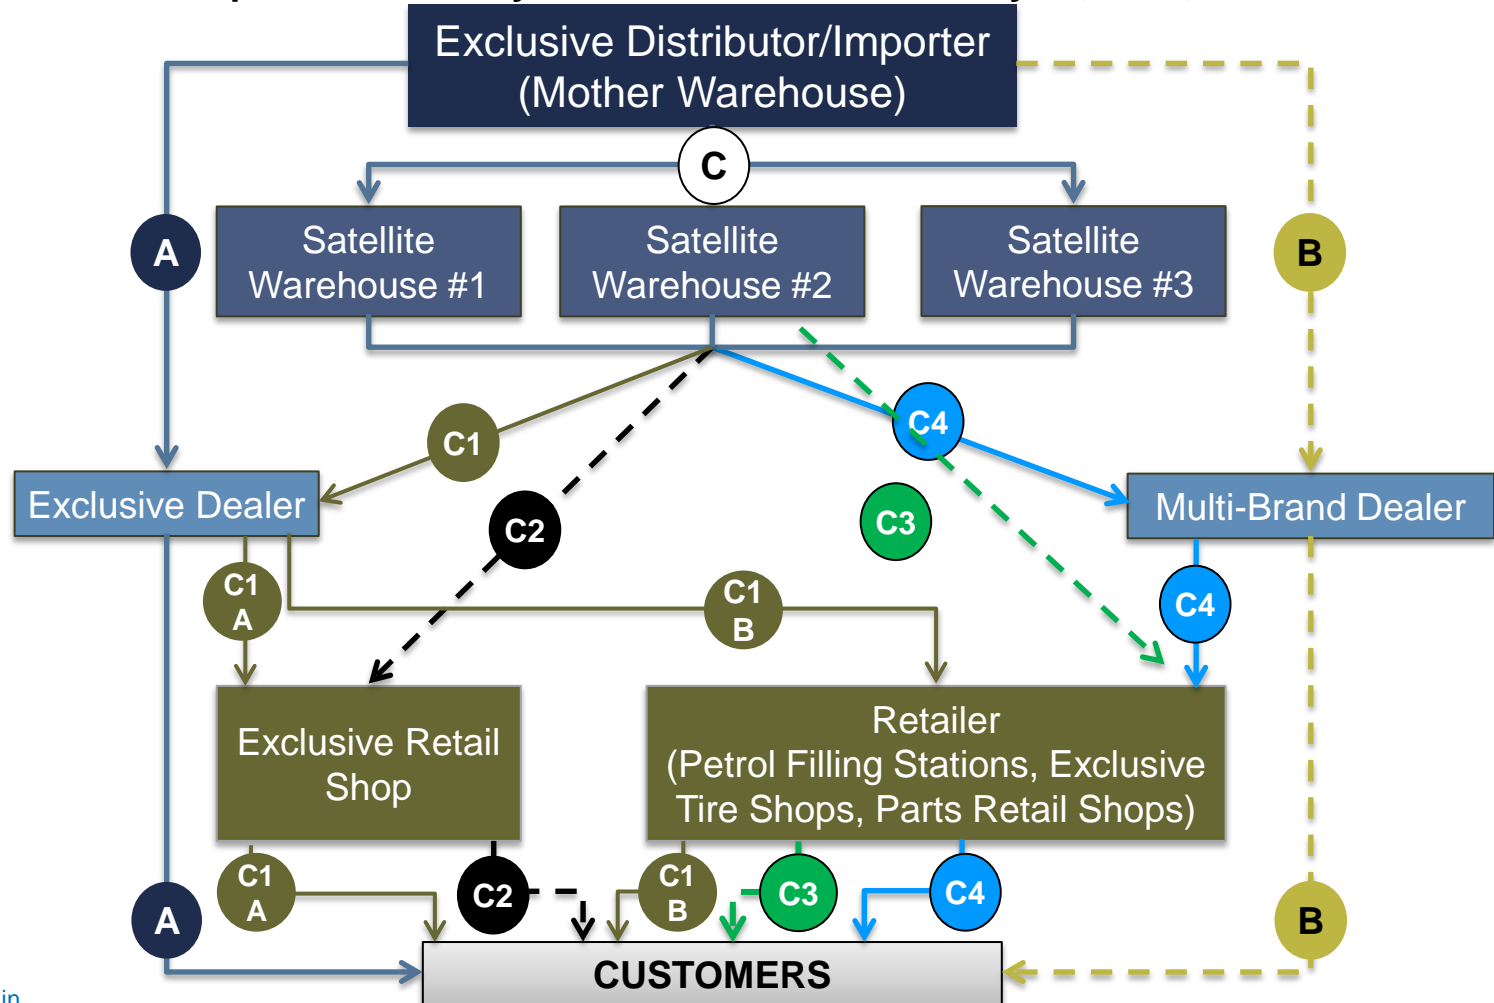 Exclusive Distributor/Importer
(Mother Warehouse)
C
A
Satellite
Warehouse #1
Satellite
Warehouse #2
Satellite
Warehouse #3
B
C1
C4
Exclusive Dealer
C2
C3
Multi-Brand Dealer
C1
A
C1
B
C4
Exclusive Retail
Shop
Retailer
(Petrol Filling Stations, Exclusive
Tire Shops, Parts Retail Shops)
A
C1
A
C2
C1
B
C3
C4
B
CUSTOMERS
in